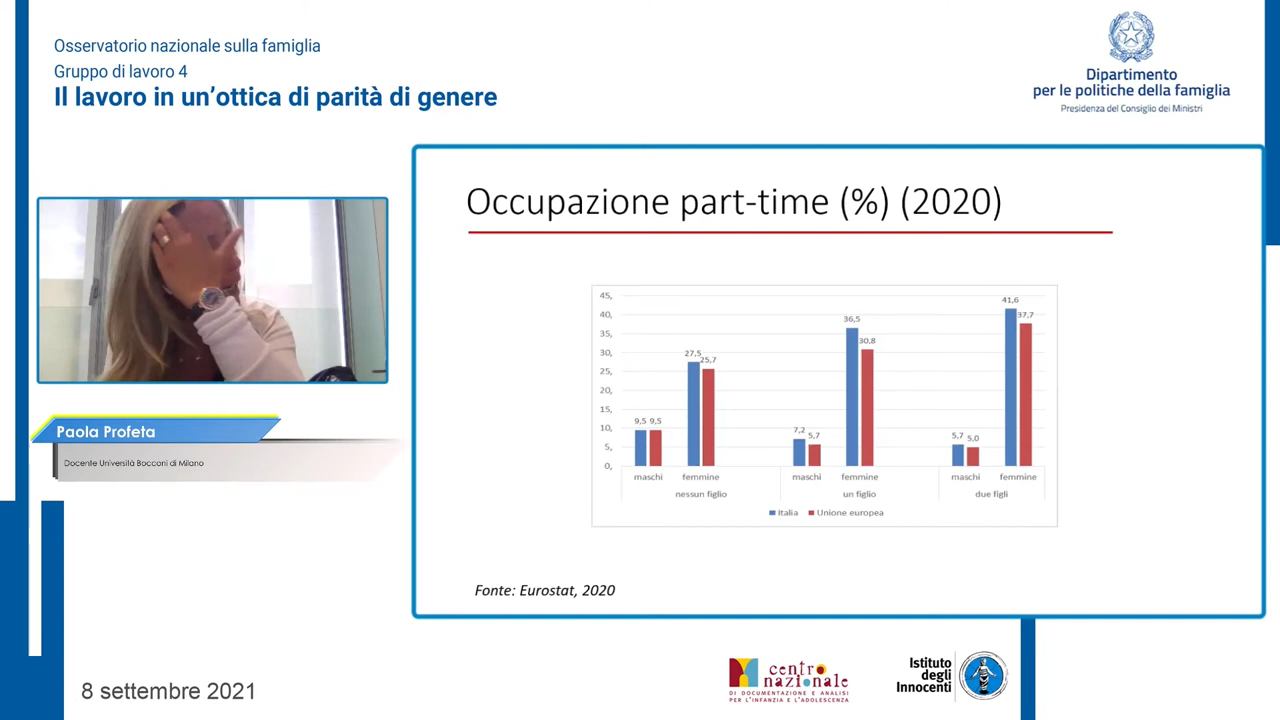 Osservatorio nazionale sulla famiglia
Gruppo di lavoro 4
Il lavoro in un’ottica di parità di genere
Dipartimento
per le politiche della famiglia
Presidenza del Consiglio dei Ministri
Occupazione part-time (%) (2020)
45,
40,
35,
30,
25,
20,
15,
10,
5,
0,
9,5 9,5
27,5 25,7
7,2 5,7
36,5 30,8
5,7 5,0
41,6 37,7
maschi femmine maschi femmine maschi femmine
nessun figlio un figlio due figli
Italia Unione europea
Fonte: Eurostat, 2020
Paola Profeta
Docente Università Bocconi di Milano
8 settembre 2021
centro
nazionale
DI DOCUMENTAZIONE E ANALISI
PER L'INFANZIA E L'ADOLESCENZA
Istituto
degli
Innocenti